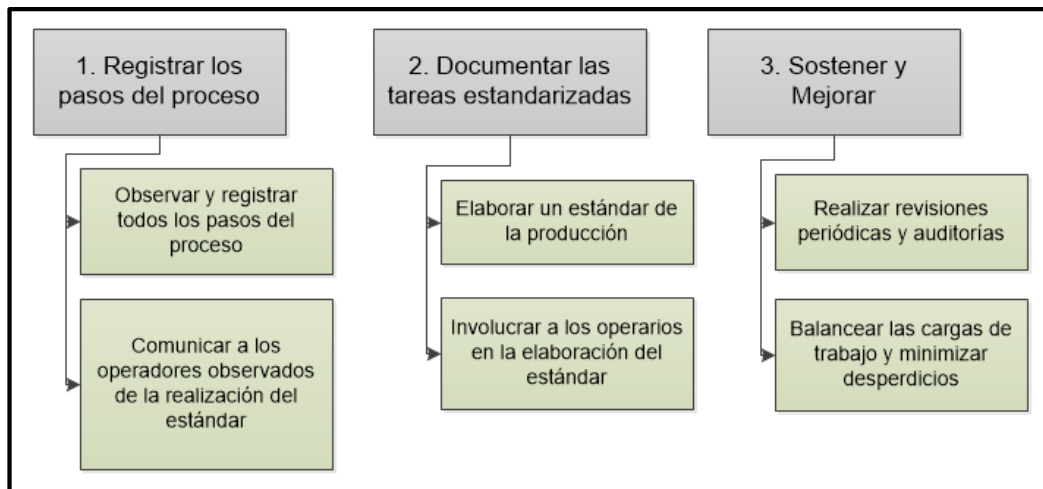 1. Registrar los
pasos del proceso
Observar y registrar
todos los pasos del
proceso
Comunicar a los
operadores observados
de la realización del
estándar
2. Documentar las
tareas estandarizadas
Elaborar un estándar de
la producción
Involucrar a los operarios
en la elaboración del
estándar
3. Sostener y
Mejorar
Realizar revisiones
periódicas y auditorías
Balancear las cargas de
trabajo y minimizar
desperdicios